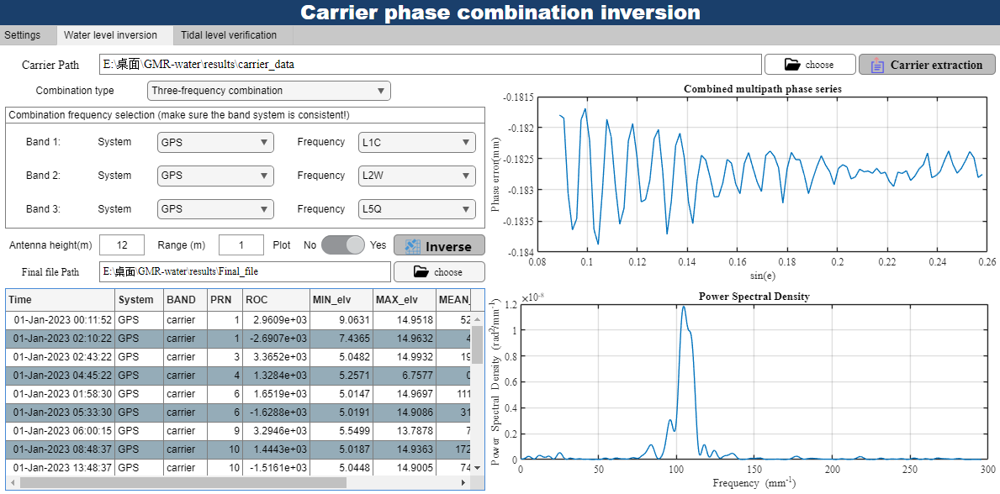 Carrier phase combination inversion
Settings Water level inversion Tidal level verification
Carrier Path E:\桌面\GMR-water\results\carrier_data choose Carrier extraction
Combination type Three-frequency combination
Combination frequency selection (make sure the band system is consistent!)
Band 1: System GPS Frequency L1C
Band 2: System GPS Frequency L2W
Band 3: System GPS Frequency L5Q
Antenna height(m) 12 Range (m) 1 Plot No Yes Inverse
Final file Path E:\桌面\GMR-water\results\Final_file choose
Time System BAND PRN ROC MIN_elv MAX_elv MEAN_
01-Jan-2023 00:11:52 GPS carrier 1 2.9609e+03 9.0631 14.9518 52
01-Jan-2023 02:10:22 GPS carrier 1 -2.6907e+03 7.4365 14.9632 4
01-Jan-2023 02:43:22 GPS carrier 3 3.3652e+04 5.0482 14.9932 19
01-Jan-2023 04:45:22 GPS carrier 4 1.3284e+03 5.2571 6.7577 0
01-Jan-2023 01:58:30 GPS carrier 6 1.6519e+03 5.0147 14.9697 111
01-Jan-2023 05:33:30 GPS carrier 6 -1.6288e+03 5.0191 14.9086 31
01-Jan-2023 06:00:15 GPS carrier 9 3.2946e+03 5.5499 13.7878 7
01-Jan-2023 08:48:37 GPS carrier 10 1.4443e+03 5.0187 14.9363 172
01-Jan-2023 13:48:37 GPS carrier 10 -1.5161e+03 5.0448 14.9005 74
Combined multipath phase series
Phase error(mm)
-0.1815
-0.182
-0.1825
-0.183
-0.1835
-0.184
0.08 0.1 0.12 0.14 0.16 0.18 0.2 0.22 0.24 0.26
sin(e)
Power Spectral Density
×10⁻⁸
Power Spectral Density (rad²/mm⁻¹)
1.2
1
0.8
0.6
0.4
0.2
0
0 50 100 150 200 250 300
Frequency (mm⁻¹)